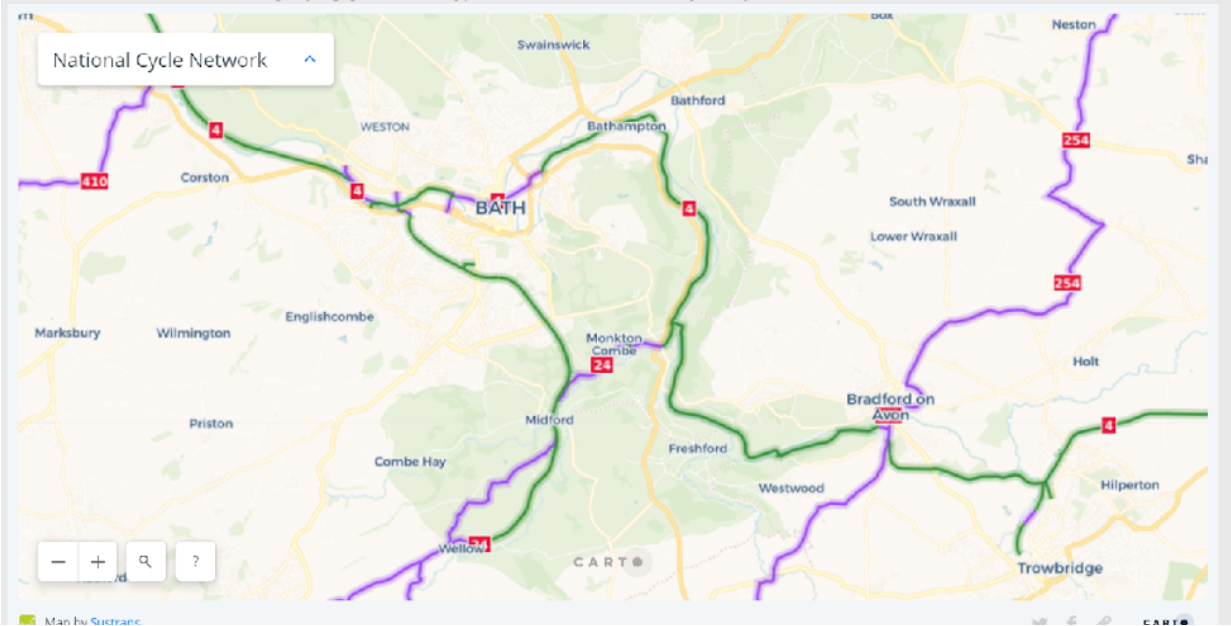 National Cycle Network
Swainswick
Box
Neston
Bathford
WESTON
Bathampton
4
254
410
Corston
4
BATH
4
South Wraxall
Lower Wraxall
254
Englishcombe
Marksbury
Wilmington
Monkton
Combe
24
Holt
Bradford on
Avon
Priston
Midford
4
Combe Hay
Freshford
Westwood
Hilperton
Wellow
24
CARTO
Trowbridge
− + ?
Map by Sustrans
CARTO